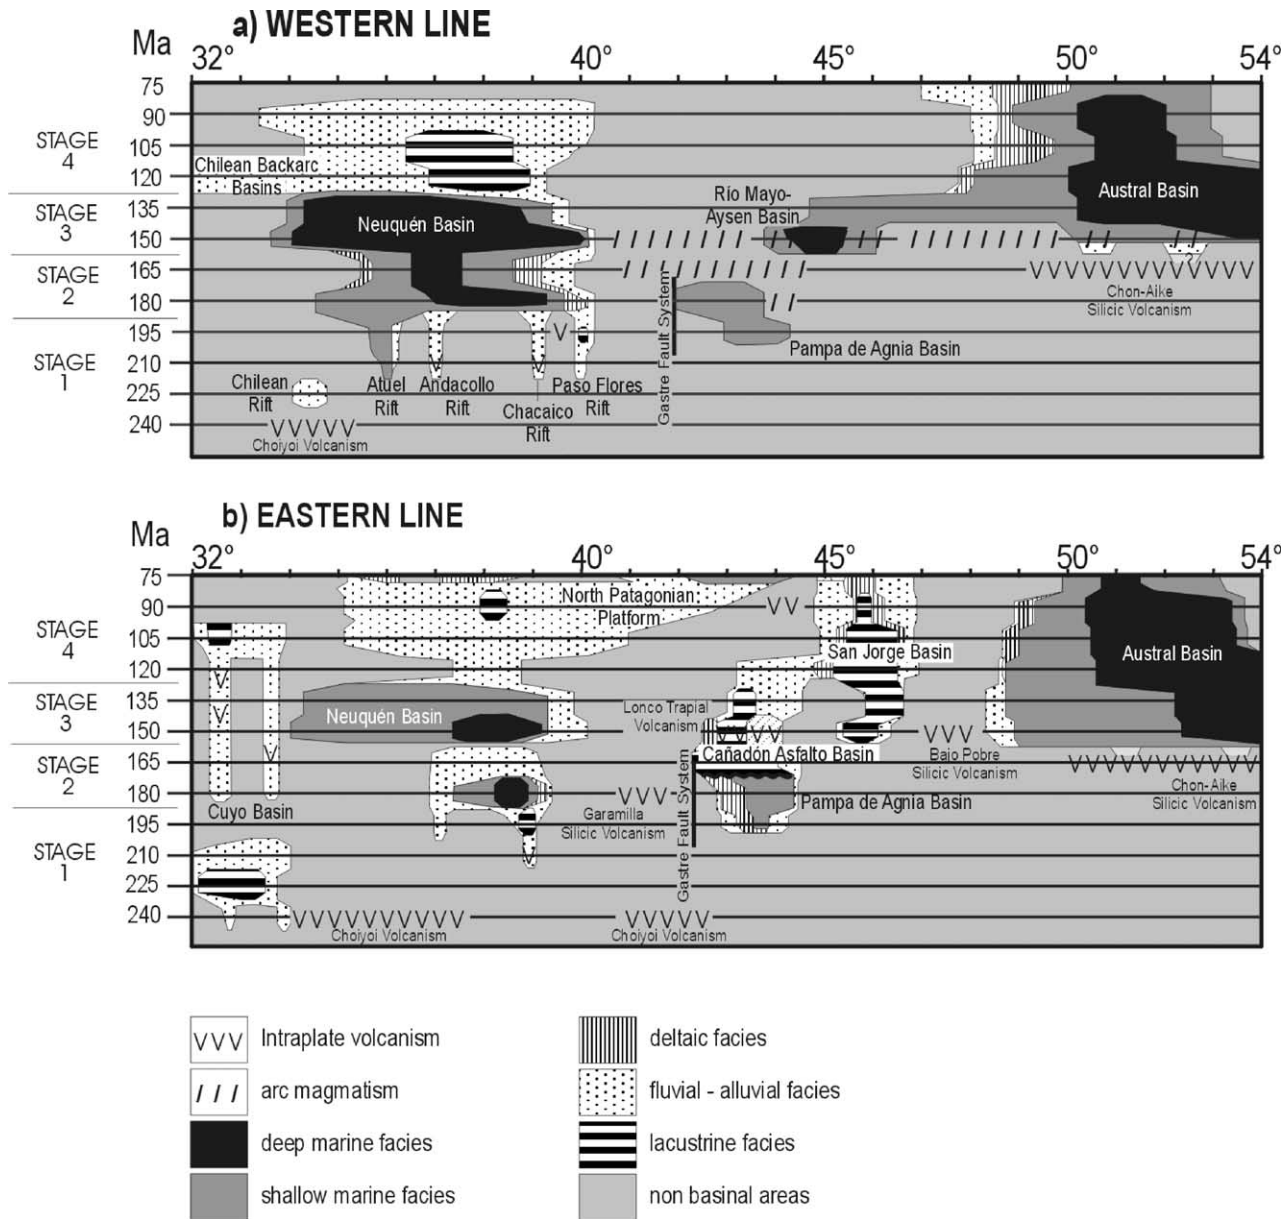 a) WESTERN LINE
Ma
32° 40° 45° 50° 54°
75
90
105
120
135
150
165
180
195
210
225
240
STAGE
4
STAGE
3
STAGE
2
STAGE
1
Chilean Backarc
Basins
Neuquén Basin
Río Mayo-
Aysen Basin
Austral Basin
?
Chon-Aike
Silicic Volcanism
Gastre Fault System
Pampa de Agnia Basin
Chilean
Rift
Atuel
Rift
Andacollo
Rift
Chacaico
Rift
Paso Flores
Rift
Choiyoi Volcanism
b) EASTERN LINE
Ma
32° 40° 45° 50° 54°
75
90
105
120
135
150
165
180
195
210
225
240
STAGE
4
STAGE
3
STAGE
2
STAGE
1
North Patagonian
Platform
San Jorge Basin
Austral Basin
Neuquén Basin
Lonco Trapial
Volcanism
Cañadón Asfalto Basin
Bajo Pobre
Silicic Volcanism
Chon-Aike
Silicic Volcanism
Cuyo Basin
Garamilla
Silicic Volcanism
Gastre Fault System
Pampa de Agnia Basin
Choiyoi Volcanism
Choiyoi Volcanism
VVV Intraplate volcanism
/ / / arc magmatism
deep marine facies
shallow marine facies
deltaic facies
fluvial - alluvial facies
lacustrine facies
non basinal areas